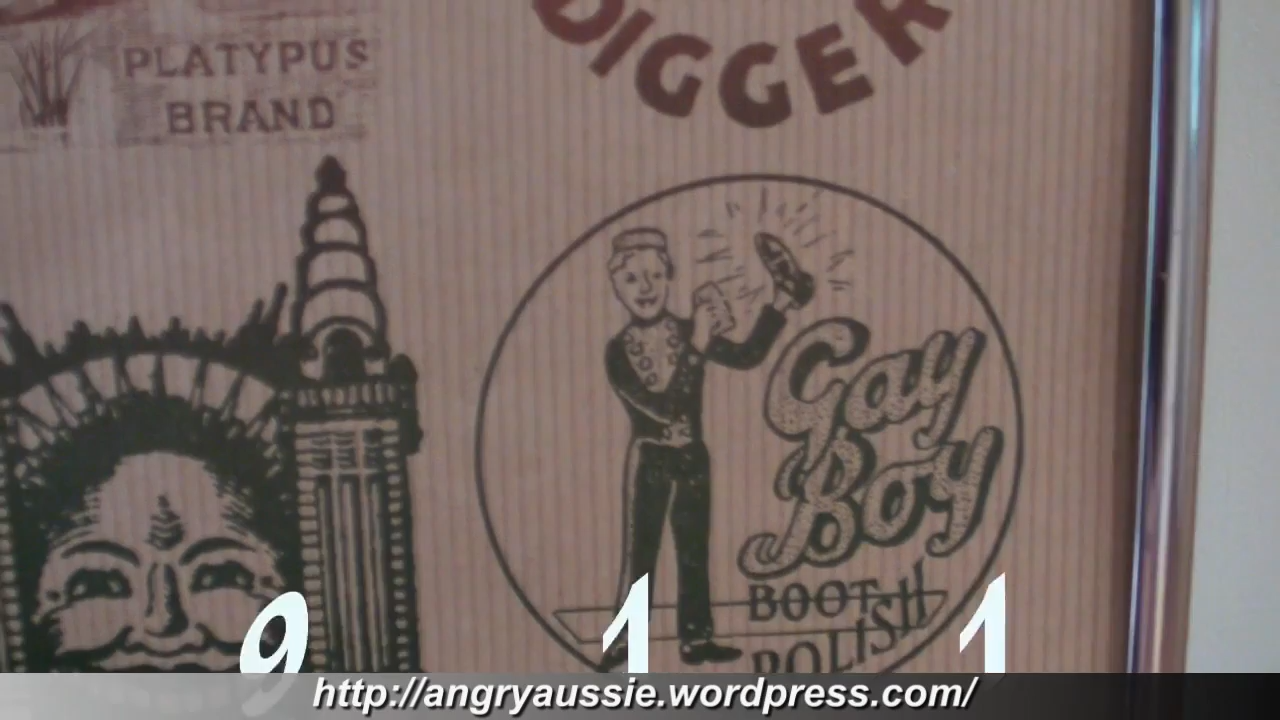 PLATYPUS
BRAND
DIGGER
Gay
Boy
BOOT
POLISH
9 1 1
http://angryaussie.wordpress.com/